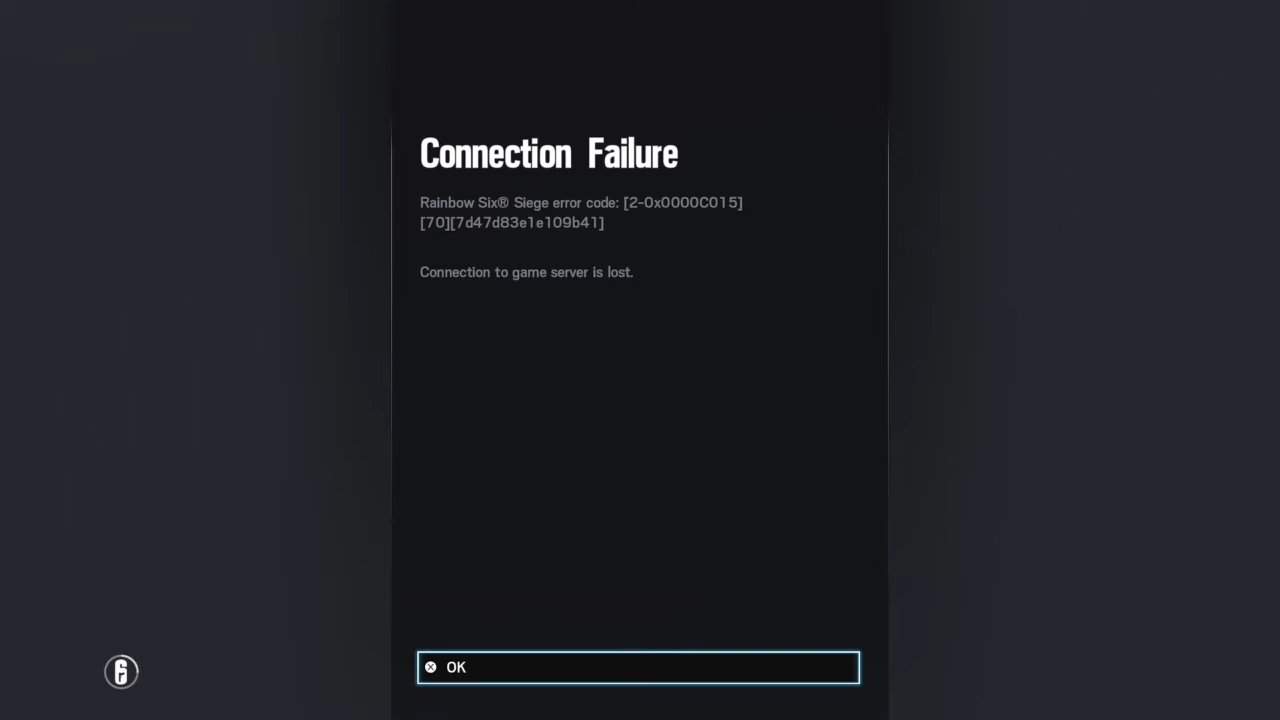 Connection Failure
Rainbow Six® Siege error code: [2-0x0000C015]
[70][7d47d83e1e109b41]
Connection to game server is lost.
OK